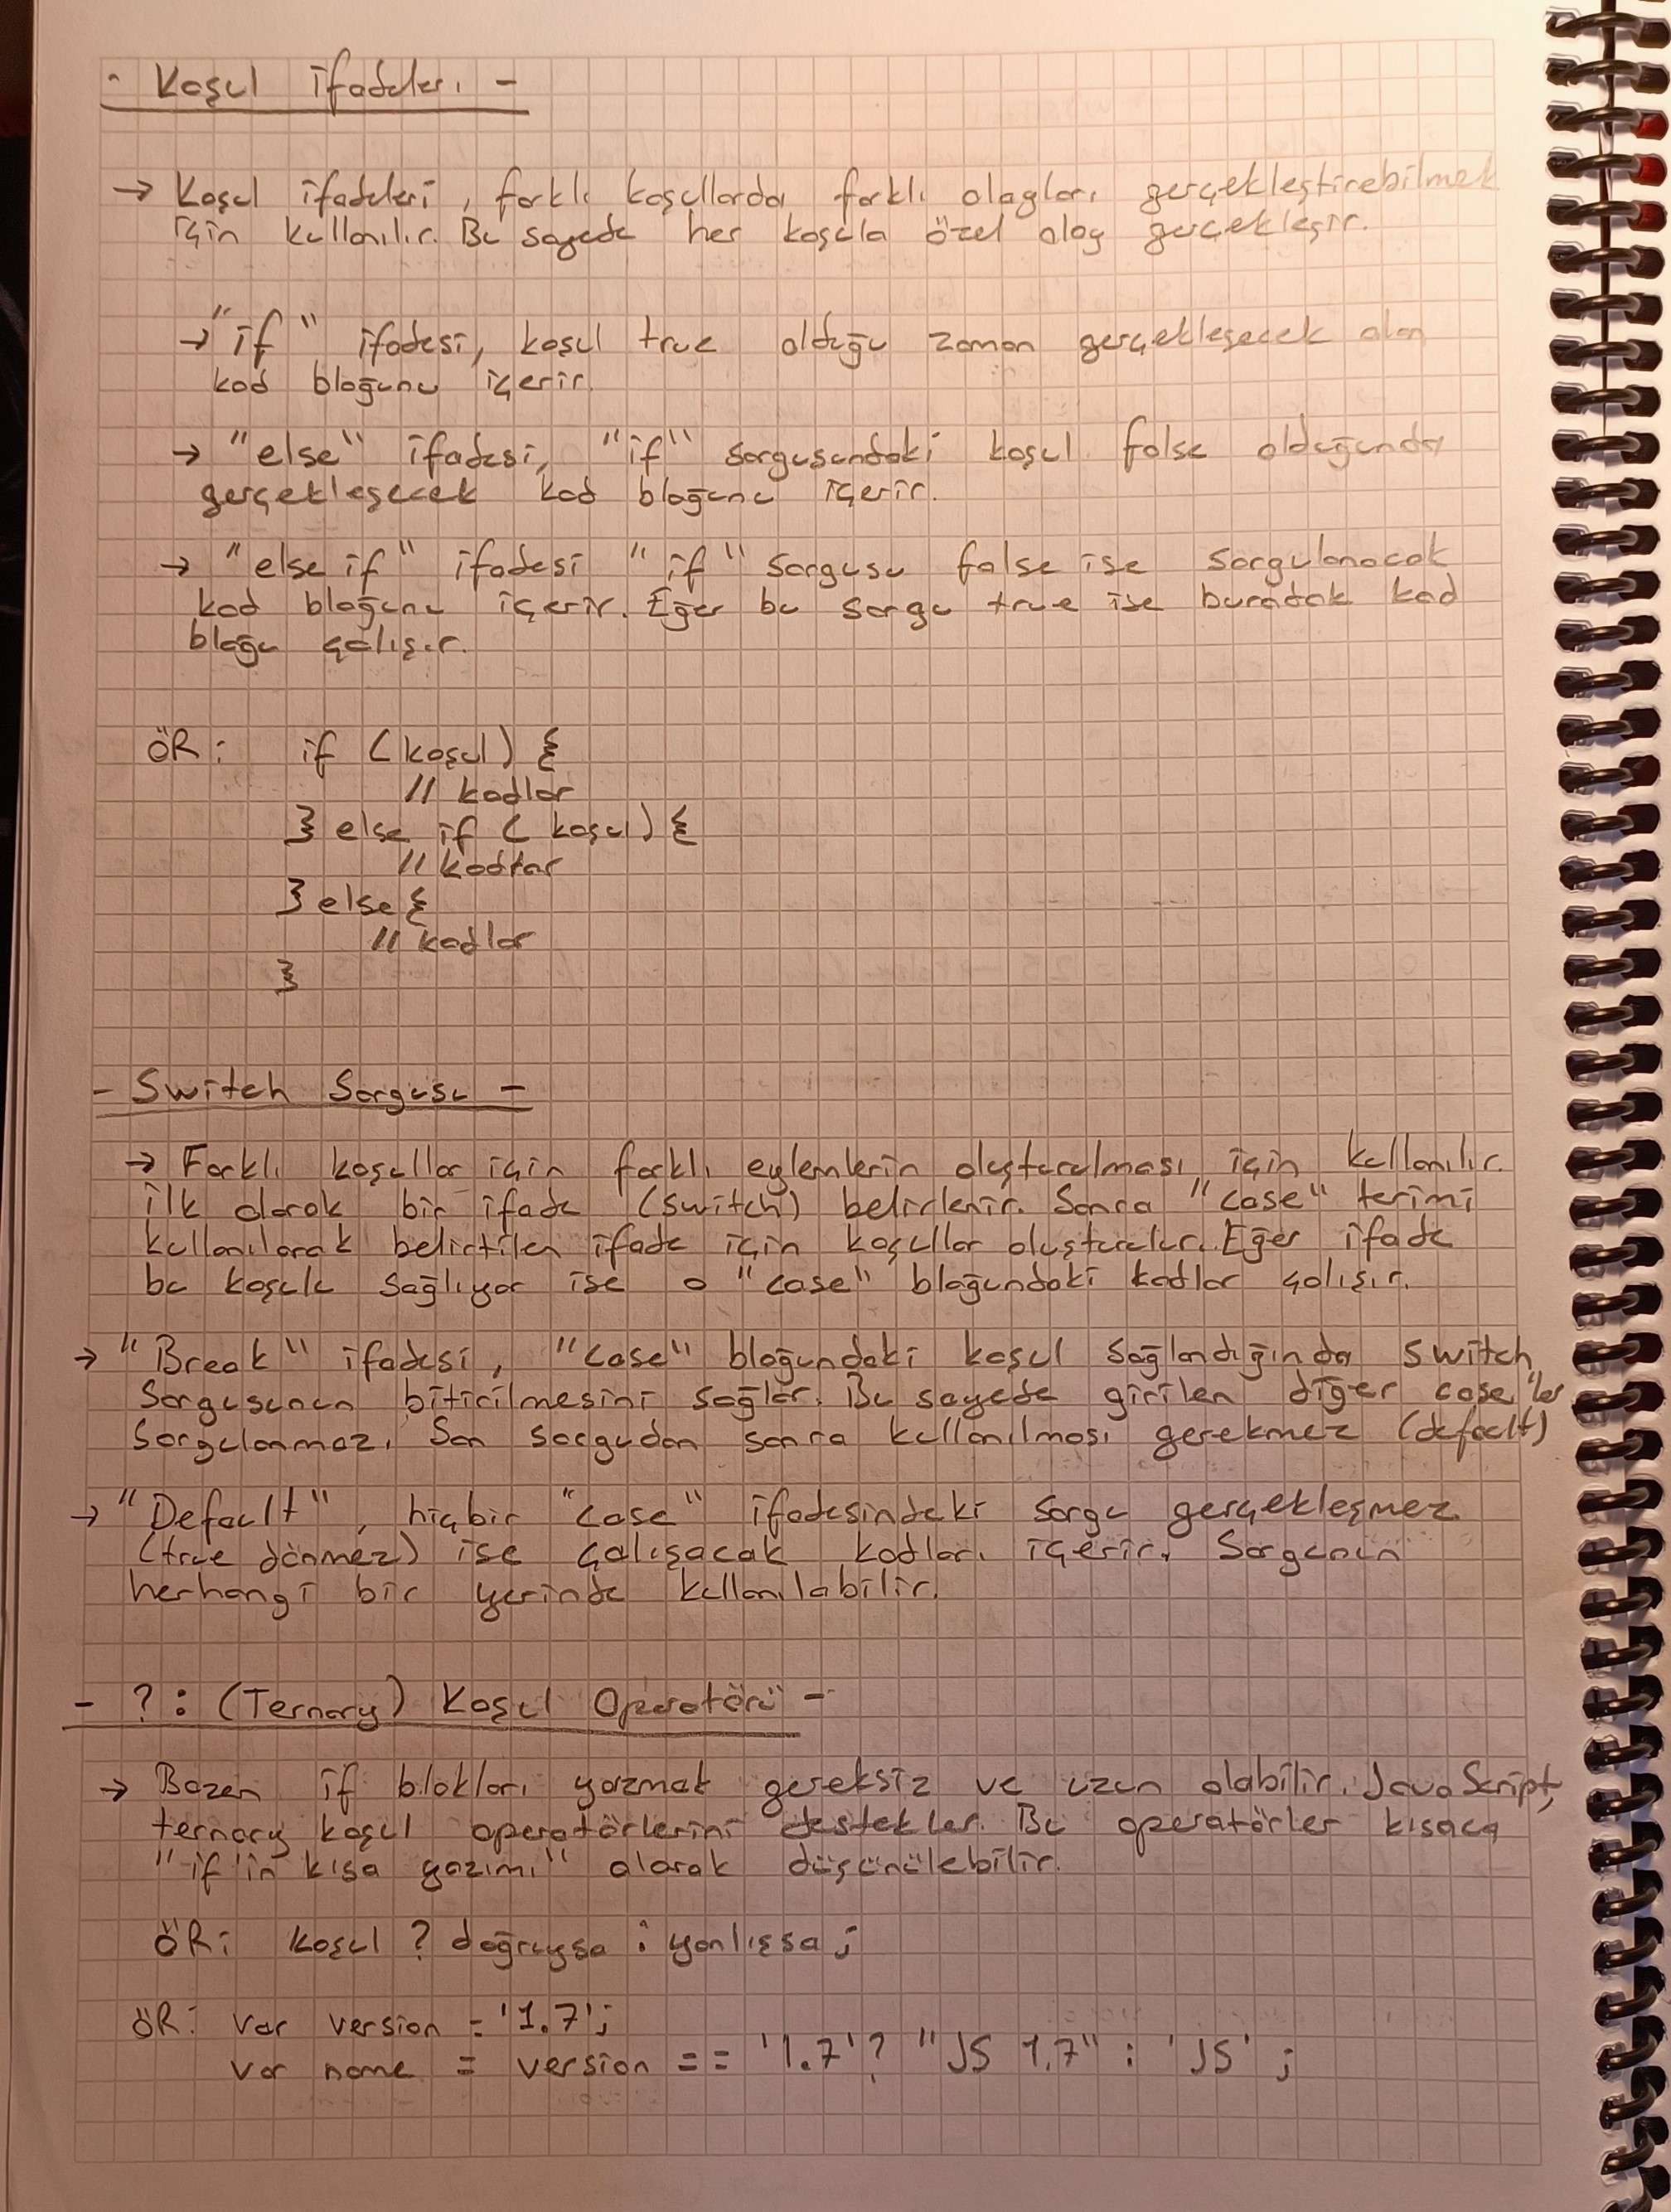 - Koşul ifadeleri -
→ Koşul ifadeleri, farklı koşullarda farklı olayları gerçekleştirebilmek
için kullanılır. Bu sayede her koşula özel olay gerçekleşir.
→ "if" ifadesi, koşul true olduğu zaman gerçekleşecek olan
kod bloğunu içerir.
→ "else" ifadesi, "if" sorgusundaki koşul false olduğunda
gerçekleşecek kod bloğunu içerir.
→ "else if" ifadesi "if" sorgusu false ise sorgulanacak
kod bloğunu içerir. Eğer bu sorgu true ise buradak kod
bloğu çalışır.
ÖR: if (koşul) {
// kodlar
} else if (koşul) {
// kodlar
} else {
// kodlar
}
- Switch Sorgusu -
→ Farklı koşullar için farklı eylemlerin oluşturulması için kullanılır.
İlk olarak bir ifade (switch) belirlenir. Sonra "case" terimi
kullanılarak belirtilen ifade için koşullar oluşturulur. Eğer ifade
bu koşulu sağlıyor ise o "case" bloğundaki kodlar çalışır.
→ "Break" ifadesi, "case" bloğundaki koşul sağlandığında switch
sorgusunun bitirilmesini sağlar. Bu sayede girilen diğer case'ler
sorgulanmaz. Son sorgudan sonra kullanılması gerekmez (default)
→ "Default", hiçbir "case" ifadesindeki sorgu gerçekleşmez
(true dönmez) ise çalışacak kodları içerir. Sorgunun
herhangi bir yerinde kullanılabilir.
- ?: (Ternary) Koşul Operatörü -
→ Bazen if blokları yazmak gereksiz ve uzun olabilir. JavaScript,
ternary koşul operatörlerini destekler. Bu operatörler kısaca
"if'in kısa yazımı" olarak düşünülebilir.
ÖR: koşul ? doğruysa : yanlışsa;
ÖR: var version = '1.7';
var name = version == '1.7'? "JS 1.7" : 'JS';